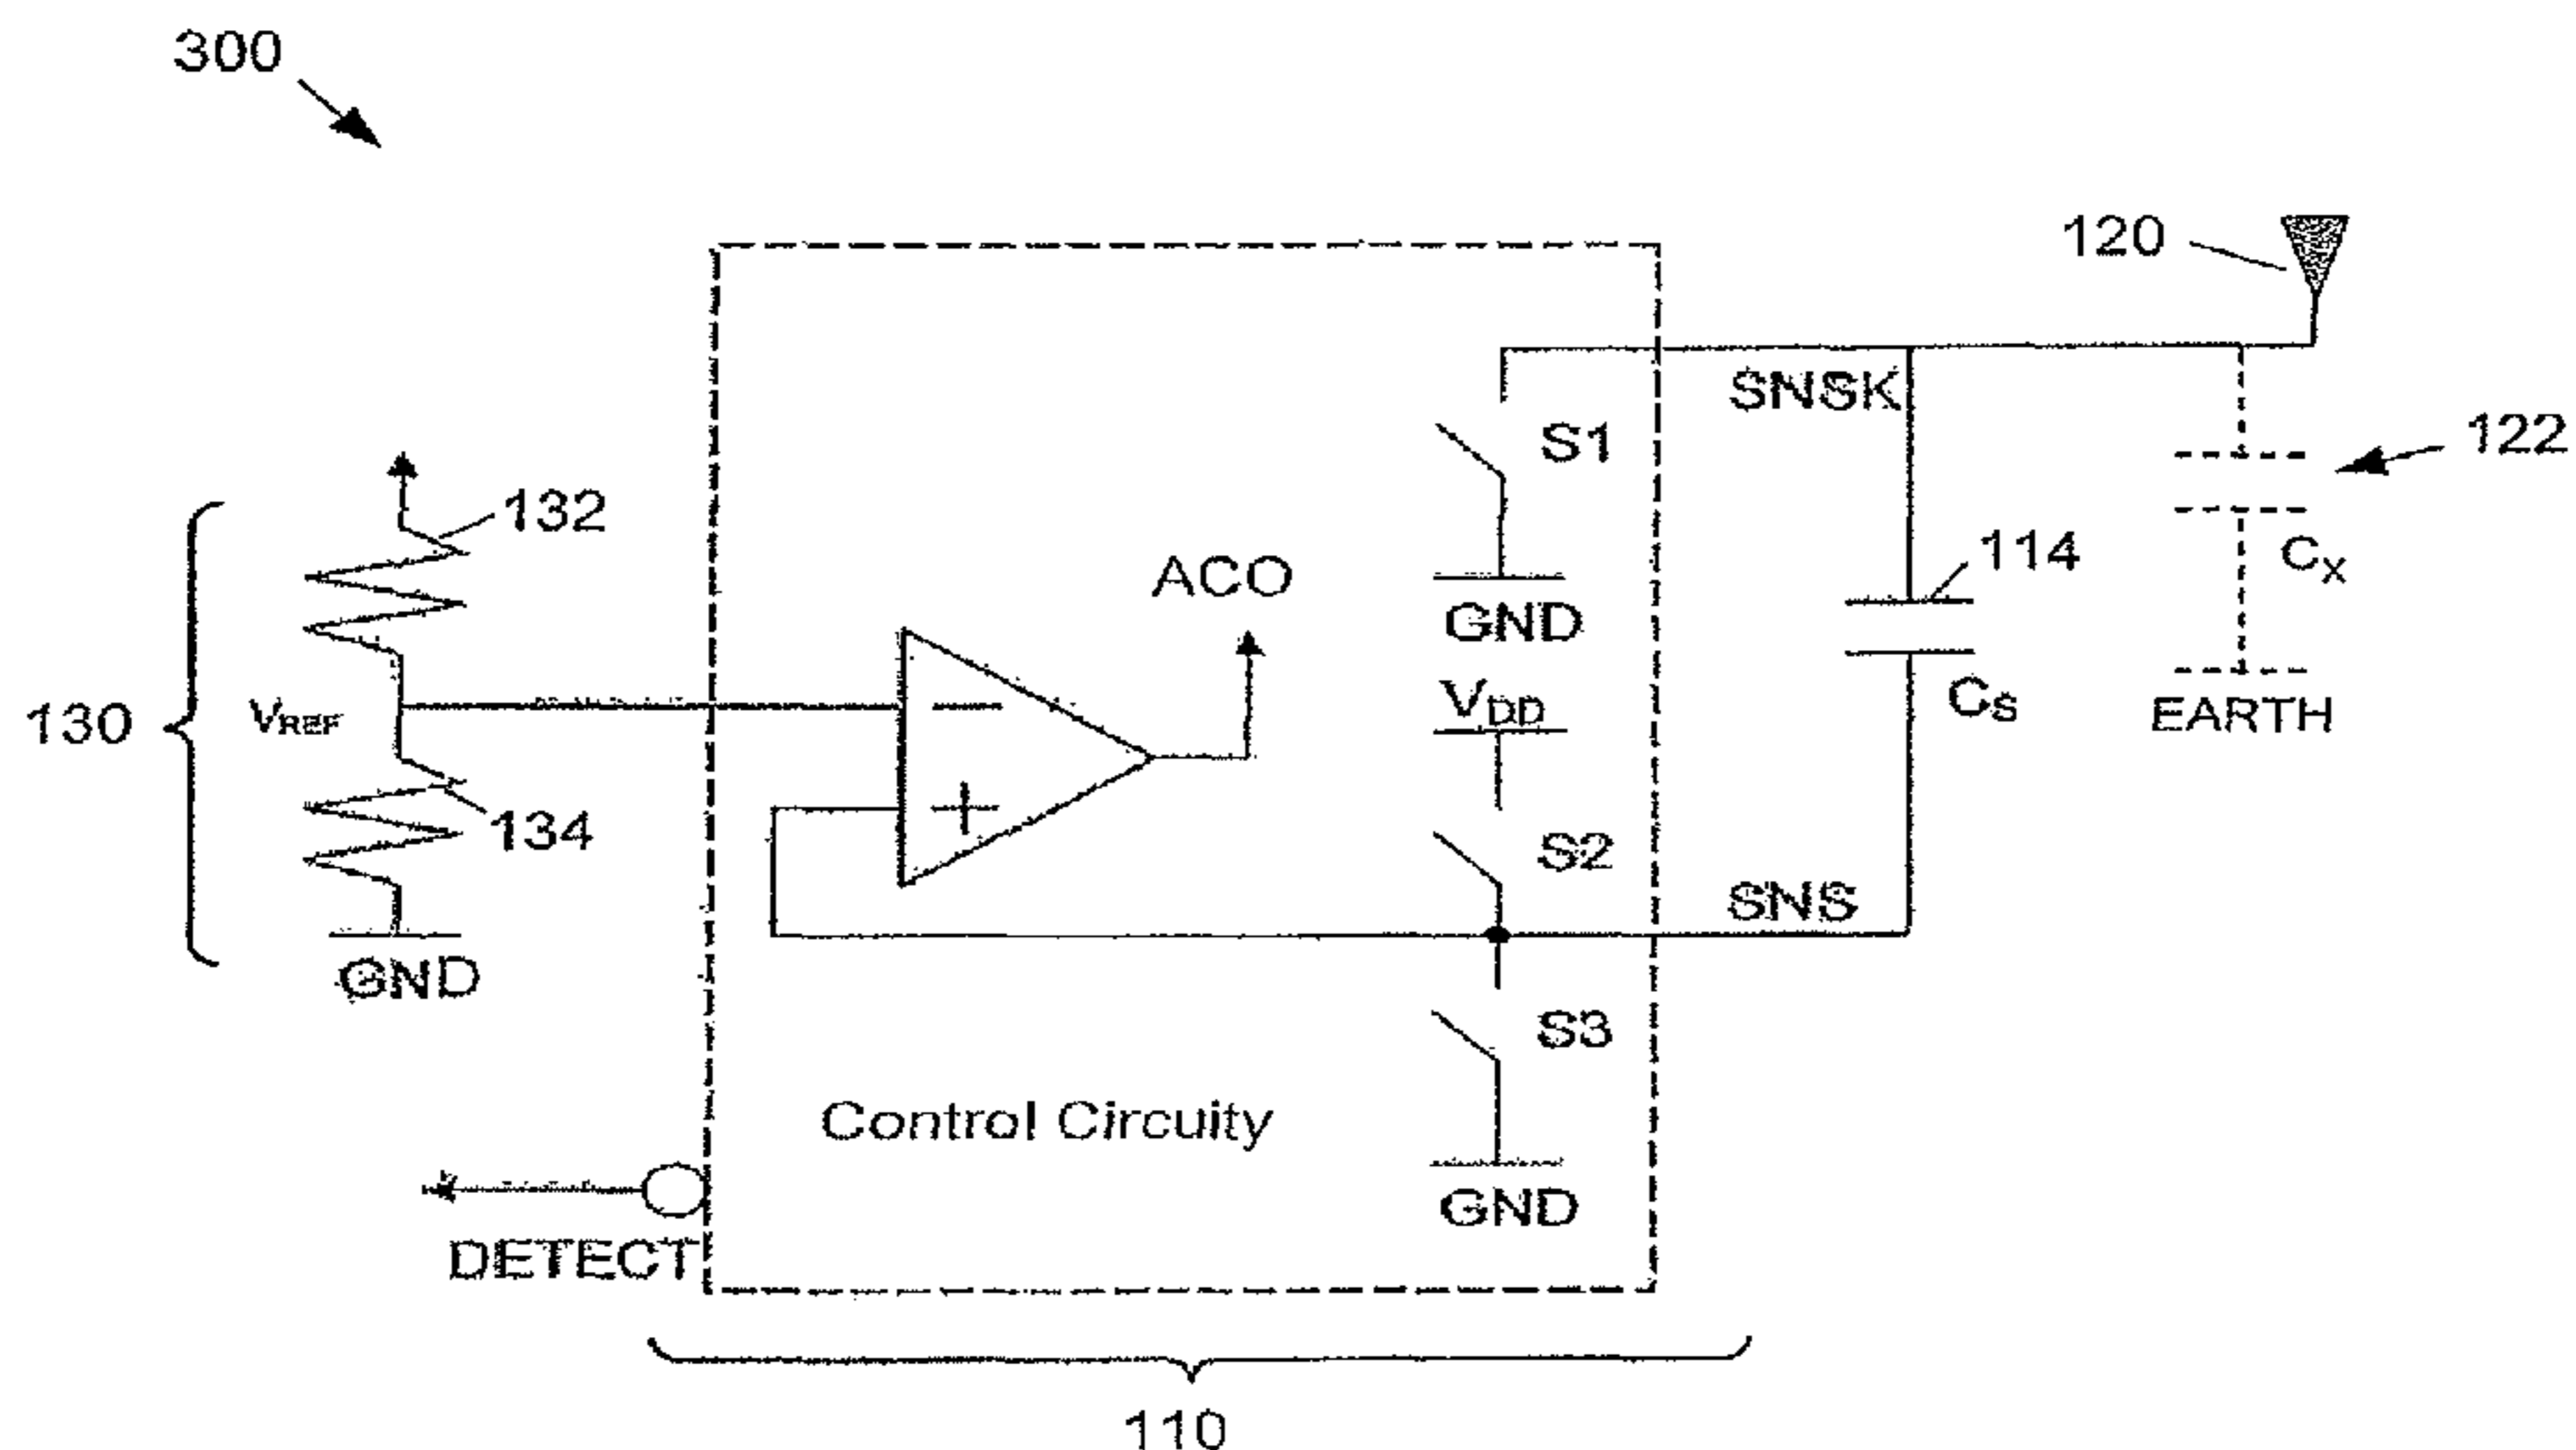 300
120
SNSK
122
S1
132
114
ACO
CX
GND
VDD
CS
EARTH
130
VREF
134
S2
SNS
GND
S3
Control Circuity
GND
DETECT
110